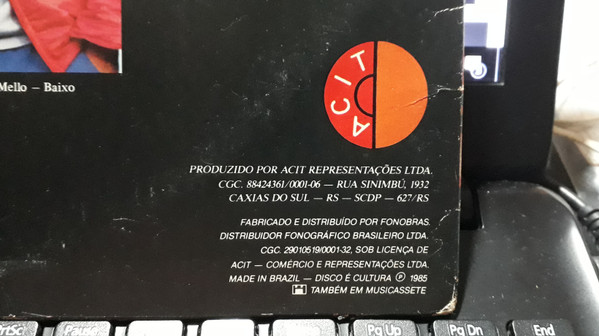 Mello – Baixo
ACIT
PRODUZIDO POR ACIT REPRESENTAÇÕES LTDA.
CGC. 88424361/0001-06 — RUA SINIMBÚ, 1932
CAXIAS DO SUL — RS — SCDP — 627/RS
FABRICADO E DISTRIBUÍDO POR FONOBRAS.
DISTRIBUIDOR FONOGRÁFICO BRASILEIRO LTDA.
CGC. 29010519/0001-32, SOB LICENÇA DE
ACIT — COMÉRCIO E REPRESENTAÇÕES LTDA.
MADE IN BRAZIL — DISCO É CULTURA Ⓟ 1985
TAMBÉM EM MUSICASSETE
PrtSc
Pause
Pg Up
Pg Dn
End